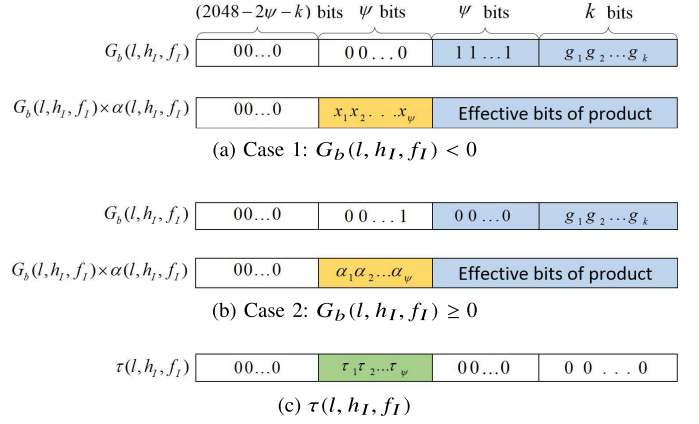 (2048−2ψ−k) bits ψ bits ψ bits k bits
G_b(l, h_I, f_I) 00...0 00...0 11...1 g_1 g_2 ...g_k
G_b(l, h_I, f_I)×α(l, h_I, f_I) 00...0 x_1 x_2 ...x_ψ Effective bits of product
(a) Case 1: G_b(l, h_I, f_I) < 0
G_b(l, h_I, f_I) 00...0 00...1 00...0 g_1 g_2 ...g_k
G_b(l, h_I, f_I)×α(l, h_I, f_I) 00...0 α_1 α_2 ...α_ψ Effective bits of product
(b) Case 2: G_b(l, h_I, f_I) ≥ 0
τ(l, h_I, f_I) 00...0 τ_1 τ_2 ...τ_ψ 00...0 00...0
(c) τ(l, h_I, f_I)